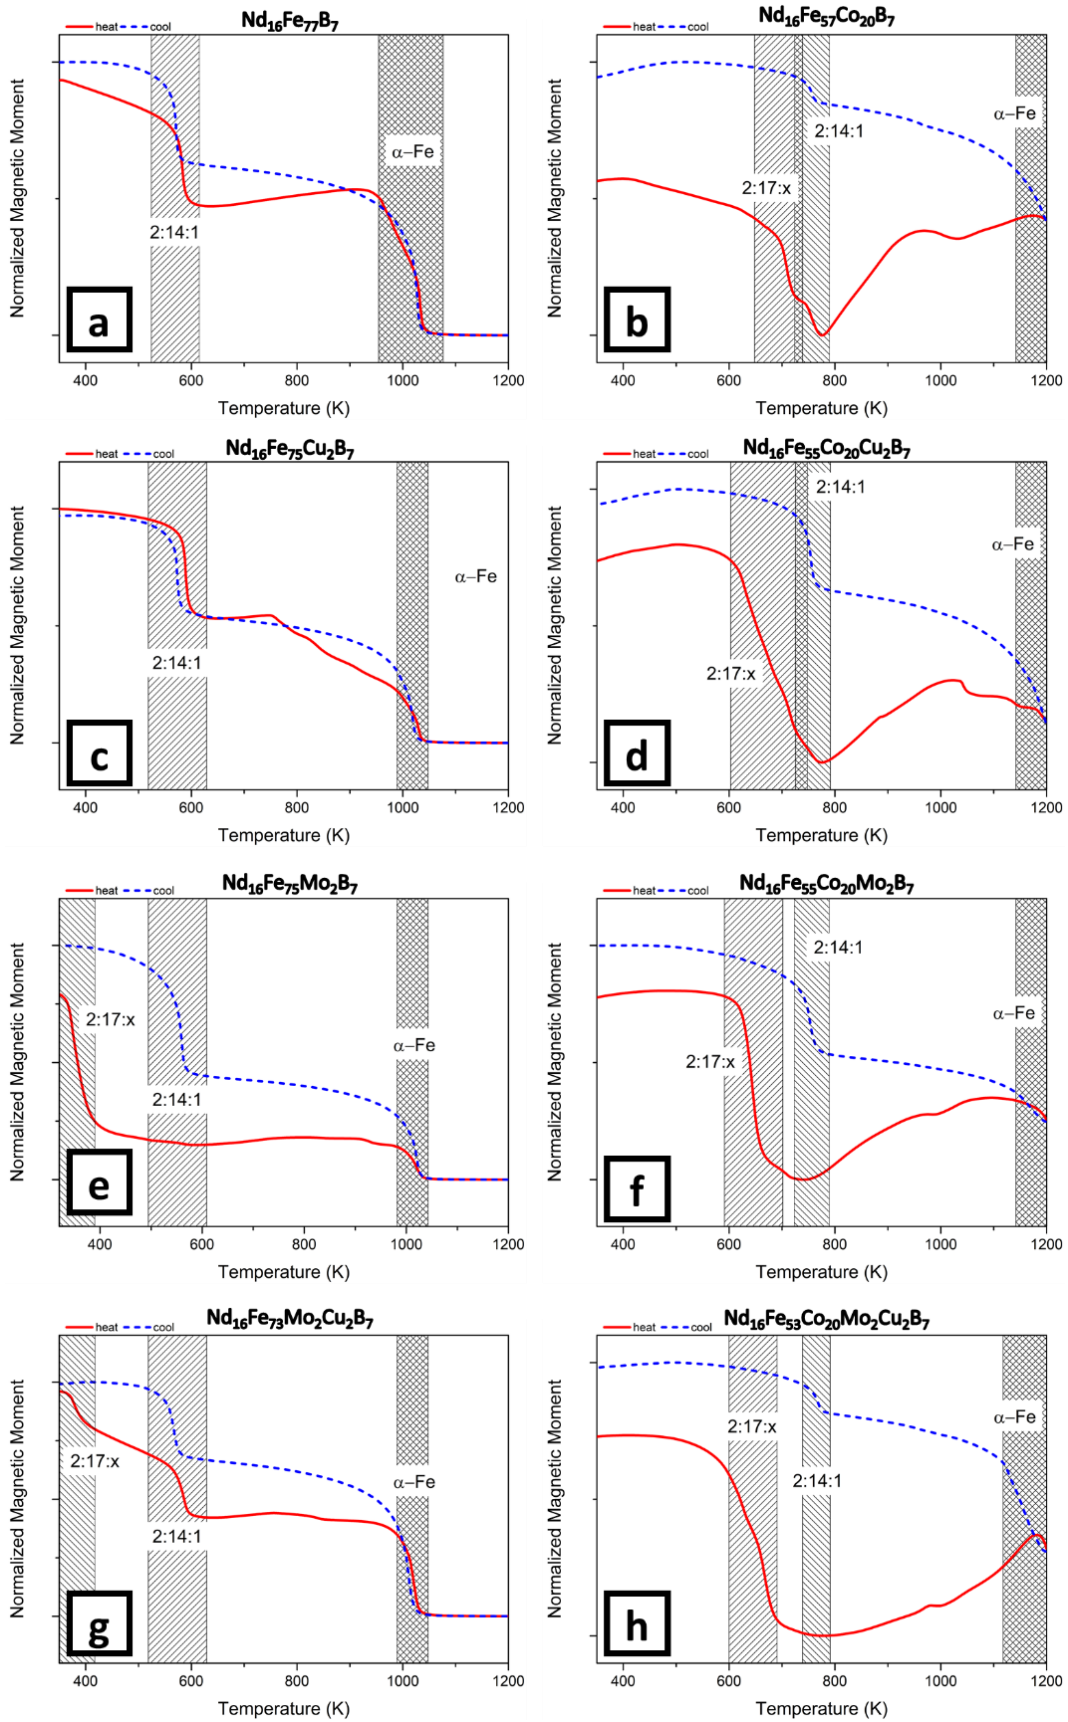 Nd16Fe77B7
heat cool
Normalized Magnetic Moment
α–Fe
2:14:1
a
400 600 800 1000 1200
Temperature (K)
Nd16Fe57Co20B7
heat cool
Normalized Magnetic Moment
α–Fe
2:14:1
2:17:x
b
400 600 800 1000 1200
Temperature (K)
Nd16Fe75Cu2B7
heat cool
Normalized Magnetic Moment
α–Fe
2:14:1
c
400 600 800 1000 1200
Temperature (K)
Nd16Fe55Co20Cu2B7
heat cool
Normalized Magnetic Moment
2:14:1
α–Fe
2:17:x
d
400 600 800 1000 1200
Temperature (K)
Nd16Fe75Mo2B7
heat cool
Normalized Magnetic Moment
2:17:x
α–Fe
2:14:1
e
400 600 800 1000 1200
Temperature (K)
Nd16Fe55Co20Mo2B7
heat cool
Normalized Magnetic Moment
2:14:1
α–Fe
2:17:x
f
400 600 800 1000 1200
Temperature (K)
Nd16Fe73Mo2Cu2B7
heat cool
Normalized Magnetic Moment
2:17:x
α–Fe
2:14:1
g
400 600 800 1000 1200
Temperature (K)
Nd16Fe53Co20Mo2Cu2B7
heat cool
Normalized Magnetic Moment
α–Fe
2:17:x
2:14:1
h
400 600 800 1000 1200
Temperature (K)